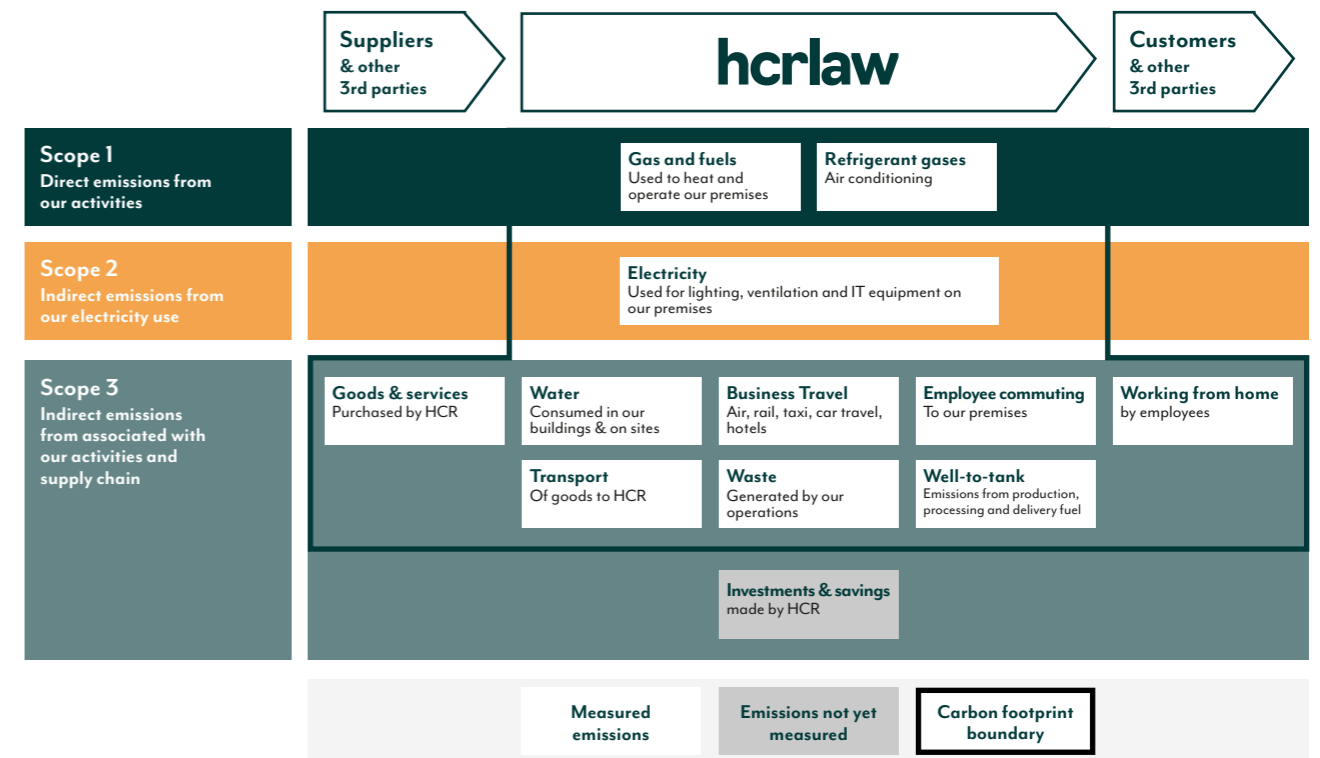 Suppliers
& other
3rd parties
hcrlaw
Customers
& other
3rd parties
Scope 1
Direct emissions from
our activities
Gas and fuels
Used to heat and
operate our premises
Refrigerant gases
Air conditioning
Scope 2
Indirect emissions from
our electricity use
Electricity
Used for lighting, ventilation and IT equipment on
our premises
Scope 3
Indirect emissions
from associated with
our activities and
supply chain
Goods & services
Purchased by HCR
Water
Consumed in our
buildings & on sites
Business Travel
Air, rail, taxi, car travel,
hotels
Employee commuting
To our premises
Working from home
by employees
Transport
Of goods to HCR
Waste
Generated by our
operations
Well-to-tank
Emissions from production,
processing and delivery fuel
Investments & savings
made by HCR
Measured
emissions
Emissions not yet
measured
Carbon footprint
boundary